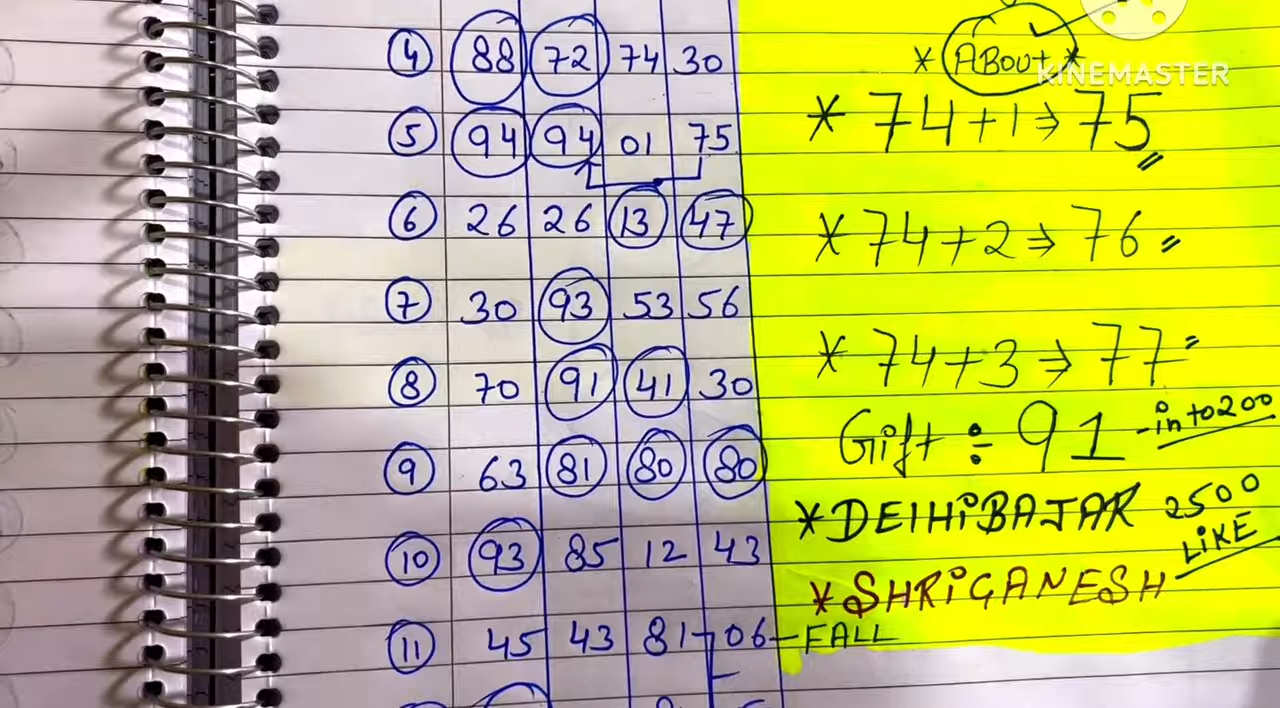 4 88 72 74 30
5 94 94 01 75
6 26 26 13 47
7 30 93 53 56
8 70 91 41 30
9 63 81 80 80
10 93 85 12 43
11 45 43 81 06 - FALL
* ABOUT *
KINEMASTER
* 74+1 ⇒ 75
* 74+2 ⇒ 76
* 74+3 ⇒ 77
Gift ÷ 91 - into 200
* DElHiBAJAR 2500
LIKE
* SHRiGANESH